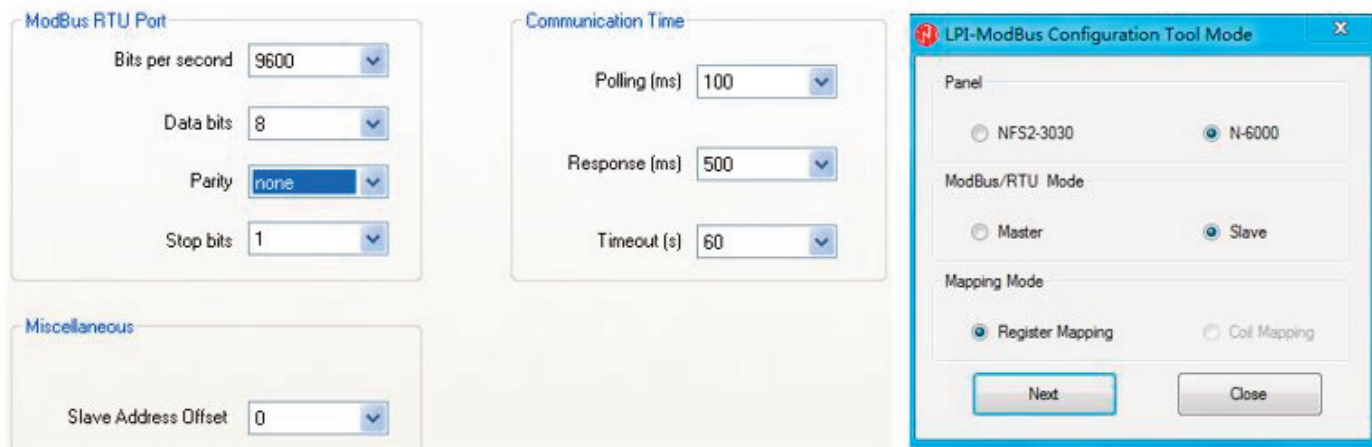 ModBus RTU Port
Bits per second 9600
Data bits 8
Parity none
Stop bits 1
Miscellaneous
Slave Address Offset 0
Communication Time
Polling (ms) 100
Response (ms) 500
Timeout (s) 60
LPI-ModBus Configuration Tool Mode X
Panel
NFS2-3030 N-6000
ModBus/RTU Mode
Master Slave
Mapping Mode
Register Mapping Coil Mapping
Next Close